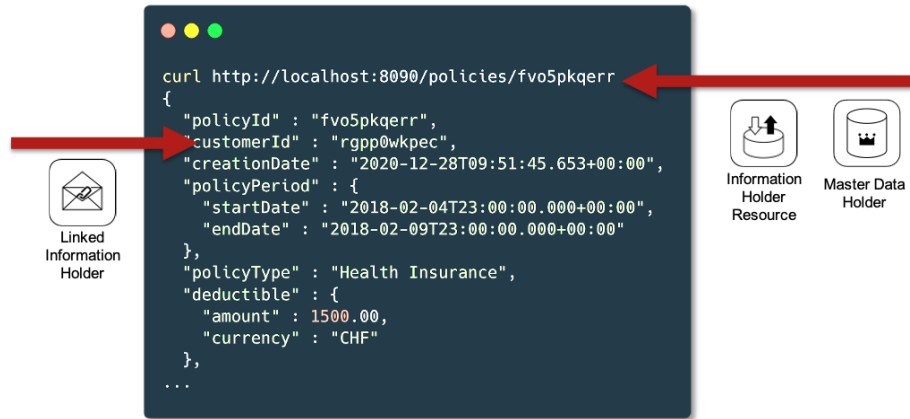 curl http://localhost:8090/policies/fvo5pkqerr
{
  "policyId" : "fvo5pkqerr",
  "customerId" : "rgpp0wkpec",
  "creationDate" : "2020-12-28T09:51:45.653+00:00",
  "policyPeriod" : {
    "startDate" : "2018-02-04T23:00:00.000+00:00",
    "endDate" : "2018-02-09T23:00:00.000+00:00"
  },
  "policyType" : "Health Insurance",
  "deductible" : {
    "amount" : 1500.00,
    "currency" : "CHF"
  },
...
Linked
Information
Holder
Information
Holder
Resource
Master Data
Holder